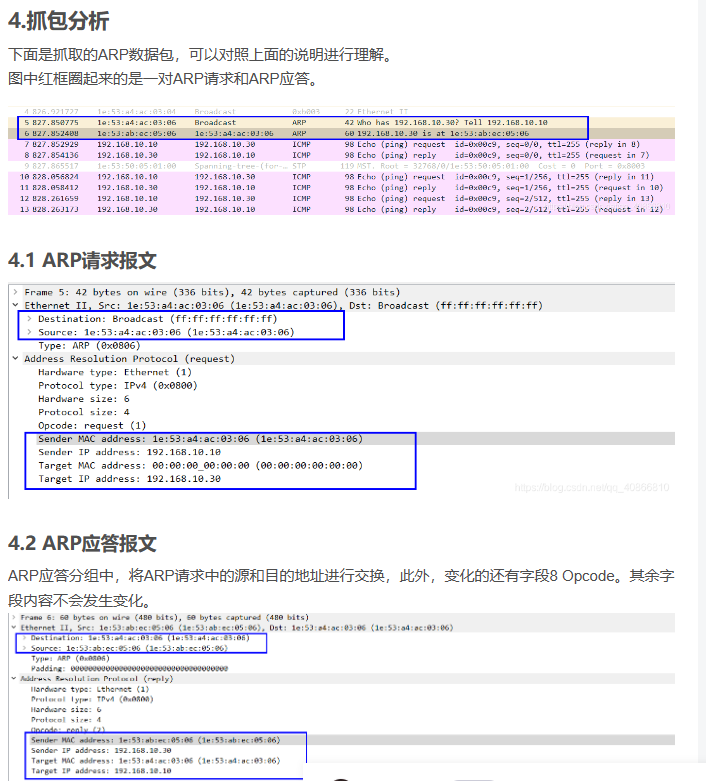 4.抓包分析
下面是抓取的ARP数据包，可以对照上面的说明进行理解。
图中红框圈起来的是一对ARP请求和ARP应答。
4 826.921727 1e:53:a4:ac:03:04 Broadcast 0xb003 22 Ethernet II
5 827.850775 1e:53:a4:ac:03:06 Broadcast ARP 42 Who has 192.168.10.30? Tell 192.168.10.10
6 827.852408 1e:53:ab:ec:05:06 1e:53:a4:ac:03:06 ARP 60 192.168.10.30 is at 1e:53:ab:ec:05:06
7 827.852929 192.168.10.10 192.168.10.30 ICMP 98 Echo (ping) request id=0x00c9, seq=0/0, ttl=255 (reply in 8)
8 827.854136 192.168.10.30 192.168.10.10 ICMP 98 Echo (ping) reply id=0x00c9, seq=0/0, ttl=255 (request in 7)
9 827.865517 1e:53:50:05:01:00 Spanning-tree-(for-… STP 119 MST. Root = 32768/0/1e:53:50:05:01:00 Cost = 0 Port = 0x8003
10 828.056824 192.168.10.10 192.168.10.30 ICMP 98 Echo (ping) request id=0x00c9, seq=1/256, ttl=255 (reply in 11)
11 828.058412 192.168.10.30 192.168.10.10 ICMP 98 Echo (ping) reply id=0x00c9, seq=1/256, ttl=255 (request in 10)
12 828.261659 192.168.10.10 192.168.10.30 ICMP 98 Echo (ping) request id=0x00c9, seq=2/512, ttl=255 (reply in 13)
13 828.263173 192.168.10.30 192.168.10.10 ICMP 98 Echo (ping) reply id=0x00c9, seq=2/512, ttl=255 (request in 12)
4.1 ARP请求报文
Frame 5: 42 bytes on wire (336 bits), 42 bytes captured (336 bits)
Ethernet II, Src: 1e:53:a4:ac:03:06 (1e:53:a4:ac:03:06), Dst: Broadcast (ff:ff:ff:ff:ff:ff)
Destination: Broadcast (ff:ff:ff:ff:ff:ff)
Source: 1e:53:a4:ac:03:06 (1e:53:a4:ac:03:06)
Type: ARP (0x0806)
Address Resolution Protocol (request)
Hardware type: Ethernet (1)
Protocol type: IPv4 (0x0800)
Hardware size: 6
Protocol size: 4
Opcode: request (1)
Sender MAC address: 1e:53:a4:ac:03:06 (1e:53:a4:ac:03:06)
Sender IP address: 192.168.10.10
Target MAC address: 00:00:00_00:00:00 (00:00:00:00:00:00)
Target IP address: 192.168.10.30
https://blog.csdn.net/qq_40866810
4.2 ARP应答报文
ARP应答分组中，将ARP请求中的源和目的地址进行交换，此外，变化的还有字段8 Opcode。其余字
段内容不会发生变化。
Frame 6: 60 bytes on wire (480 bits), 60 bytes captured (480 bits)
Ethernet II, Src: 1e:53:ab:ec:05:06 (1e:53:ab:ec:05:06), Dst: 1e:53:a4:ac:03:06 (1e:53:a4:ac:03:06)
Destination: 1e:53:a4:ac:03:06 (1e:53:a4:ac:03:06)
Source: 1e:53:ab:ec:05:06 (1e:53:ab:ec:05:06)
Type: ARP (0x0806)
Padding: 000000000000000000000000000000000000
Address Resolution Protocol (reply)
Hardware type: Ethernet (1)
Protocol type: IPv4 (0x0800)
Hardware size: 6
Protocol size: 4
Opcode: reply (2)
Sender MAC address: 1e:53:ab:ec:05:06 (1e:53:ab:ec:05:06)
Sender IP address: 192.168.10.30
Target MAC address: 1e:53:a4:ac:03:06 (1e:53:a4:ac:03:06)
Target IP address: 192.168.10.10